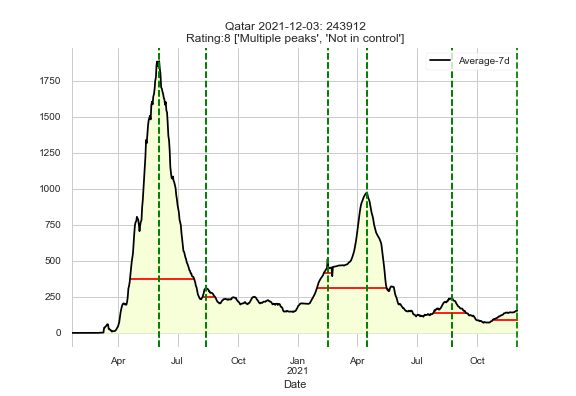 Qatar 2021-12-03: 243912
Rating:8 ['Multiple peaks', 'Not in control']
Average-7d
1750
1500
1250
1000
750
500
250
0
Apr Jul Oct Jan Apr Jul Oct
2021
Date